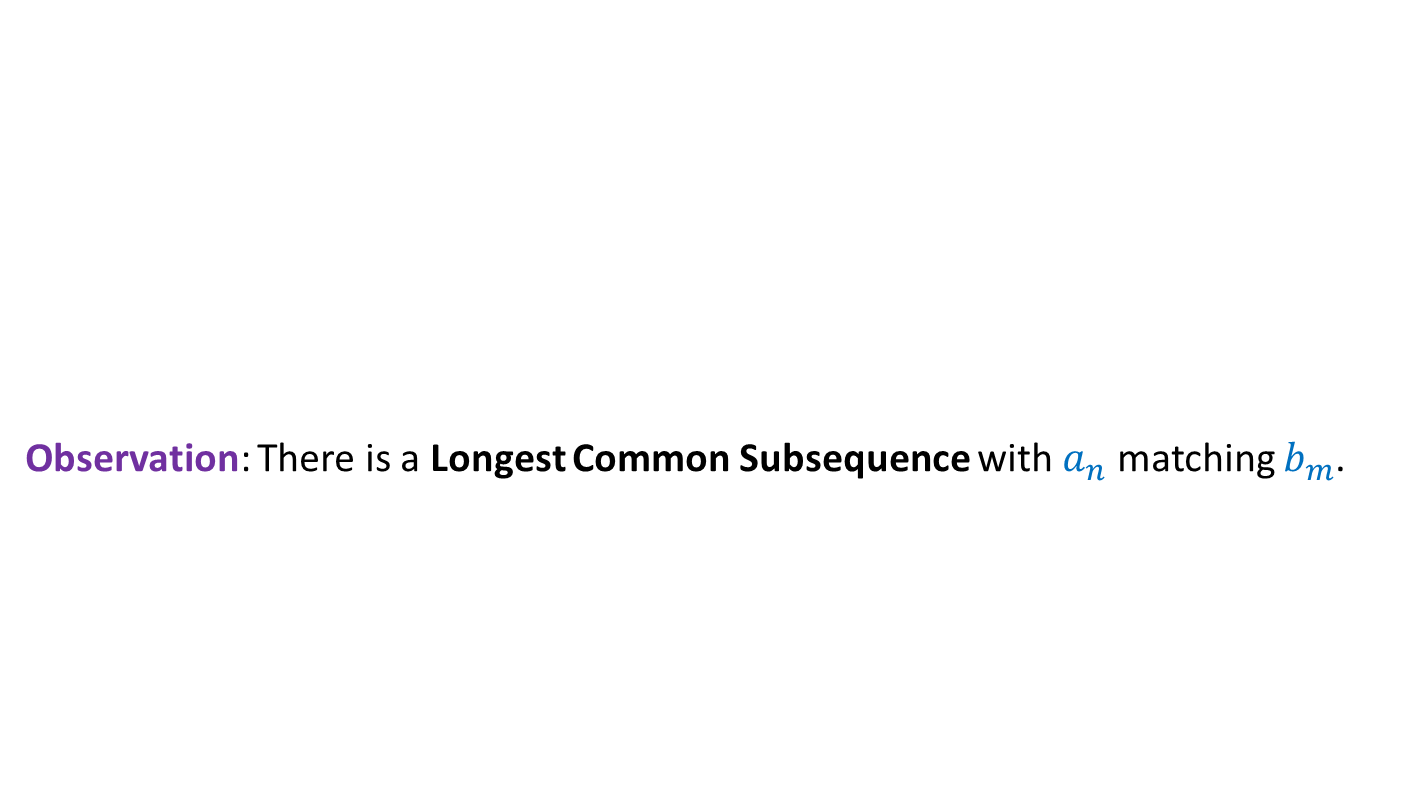 Observation: There is a Longest Common Subsequence with aₙ matching bₘ.